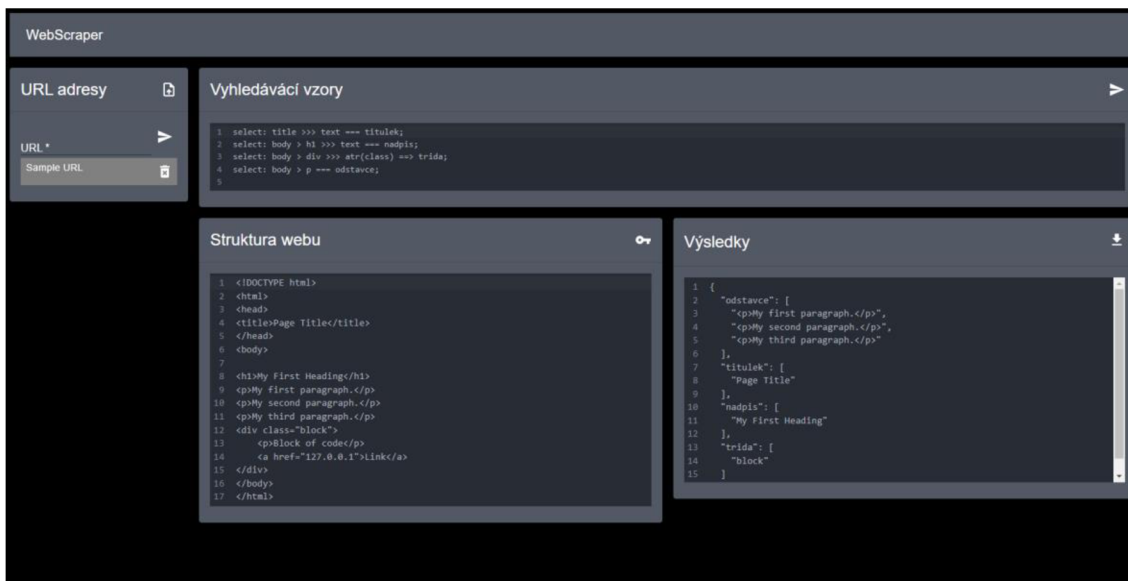 WebScraper
URL adresy
URL *
Sample URL
Vyhledávácí vzory
1 select: title >>> text === titulek;
2 select: body > h1 >>> text === nadpis;
3 select: body > div >>> atr(class) ==> trida;
4 select: body > p === odstavce;
5
Struktura webu
1 <!DOCTYPE html>
2 <html>
3 <head>
4 <title>Page Title</title>
5 </head>
6 <body>
7
8 <h1>My First Heading</h1>
9 <p>My first paragraph.</p>
10 <p>My second paragraph.</p>
11 <p>My third paragraph.</p>
12 <div class="block">
13     <p>Block of code</p>
14     <a href="127.0.0.1">Link</a>
15 </div>
16 </body>
17 </html>
Výsledky
1 {
2   "odstavce": [
3     "<p>My first paragraph.</p>",
4     "<p>My second paragraph.</p>",
5     "<p>My third paragraph.</p>"
6   ],
7   "titulek": [
8     "Page Title"
9   ],
10   "nadpis": [
11     "My First Heading"
12   ],
13   "trida": [
14     "block"
15   ]